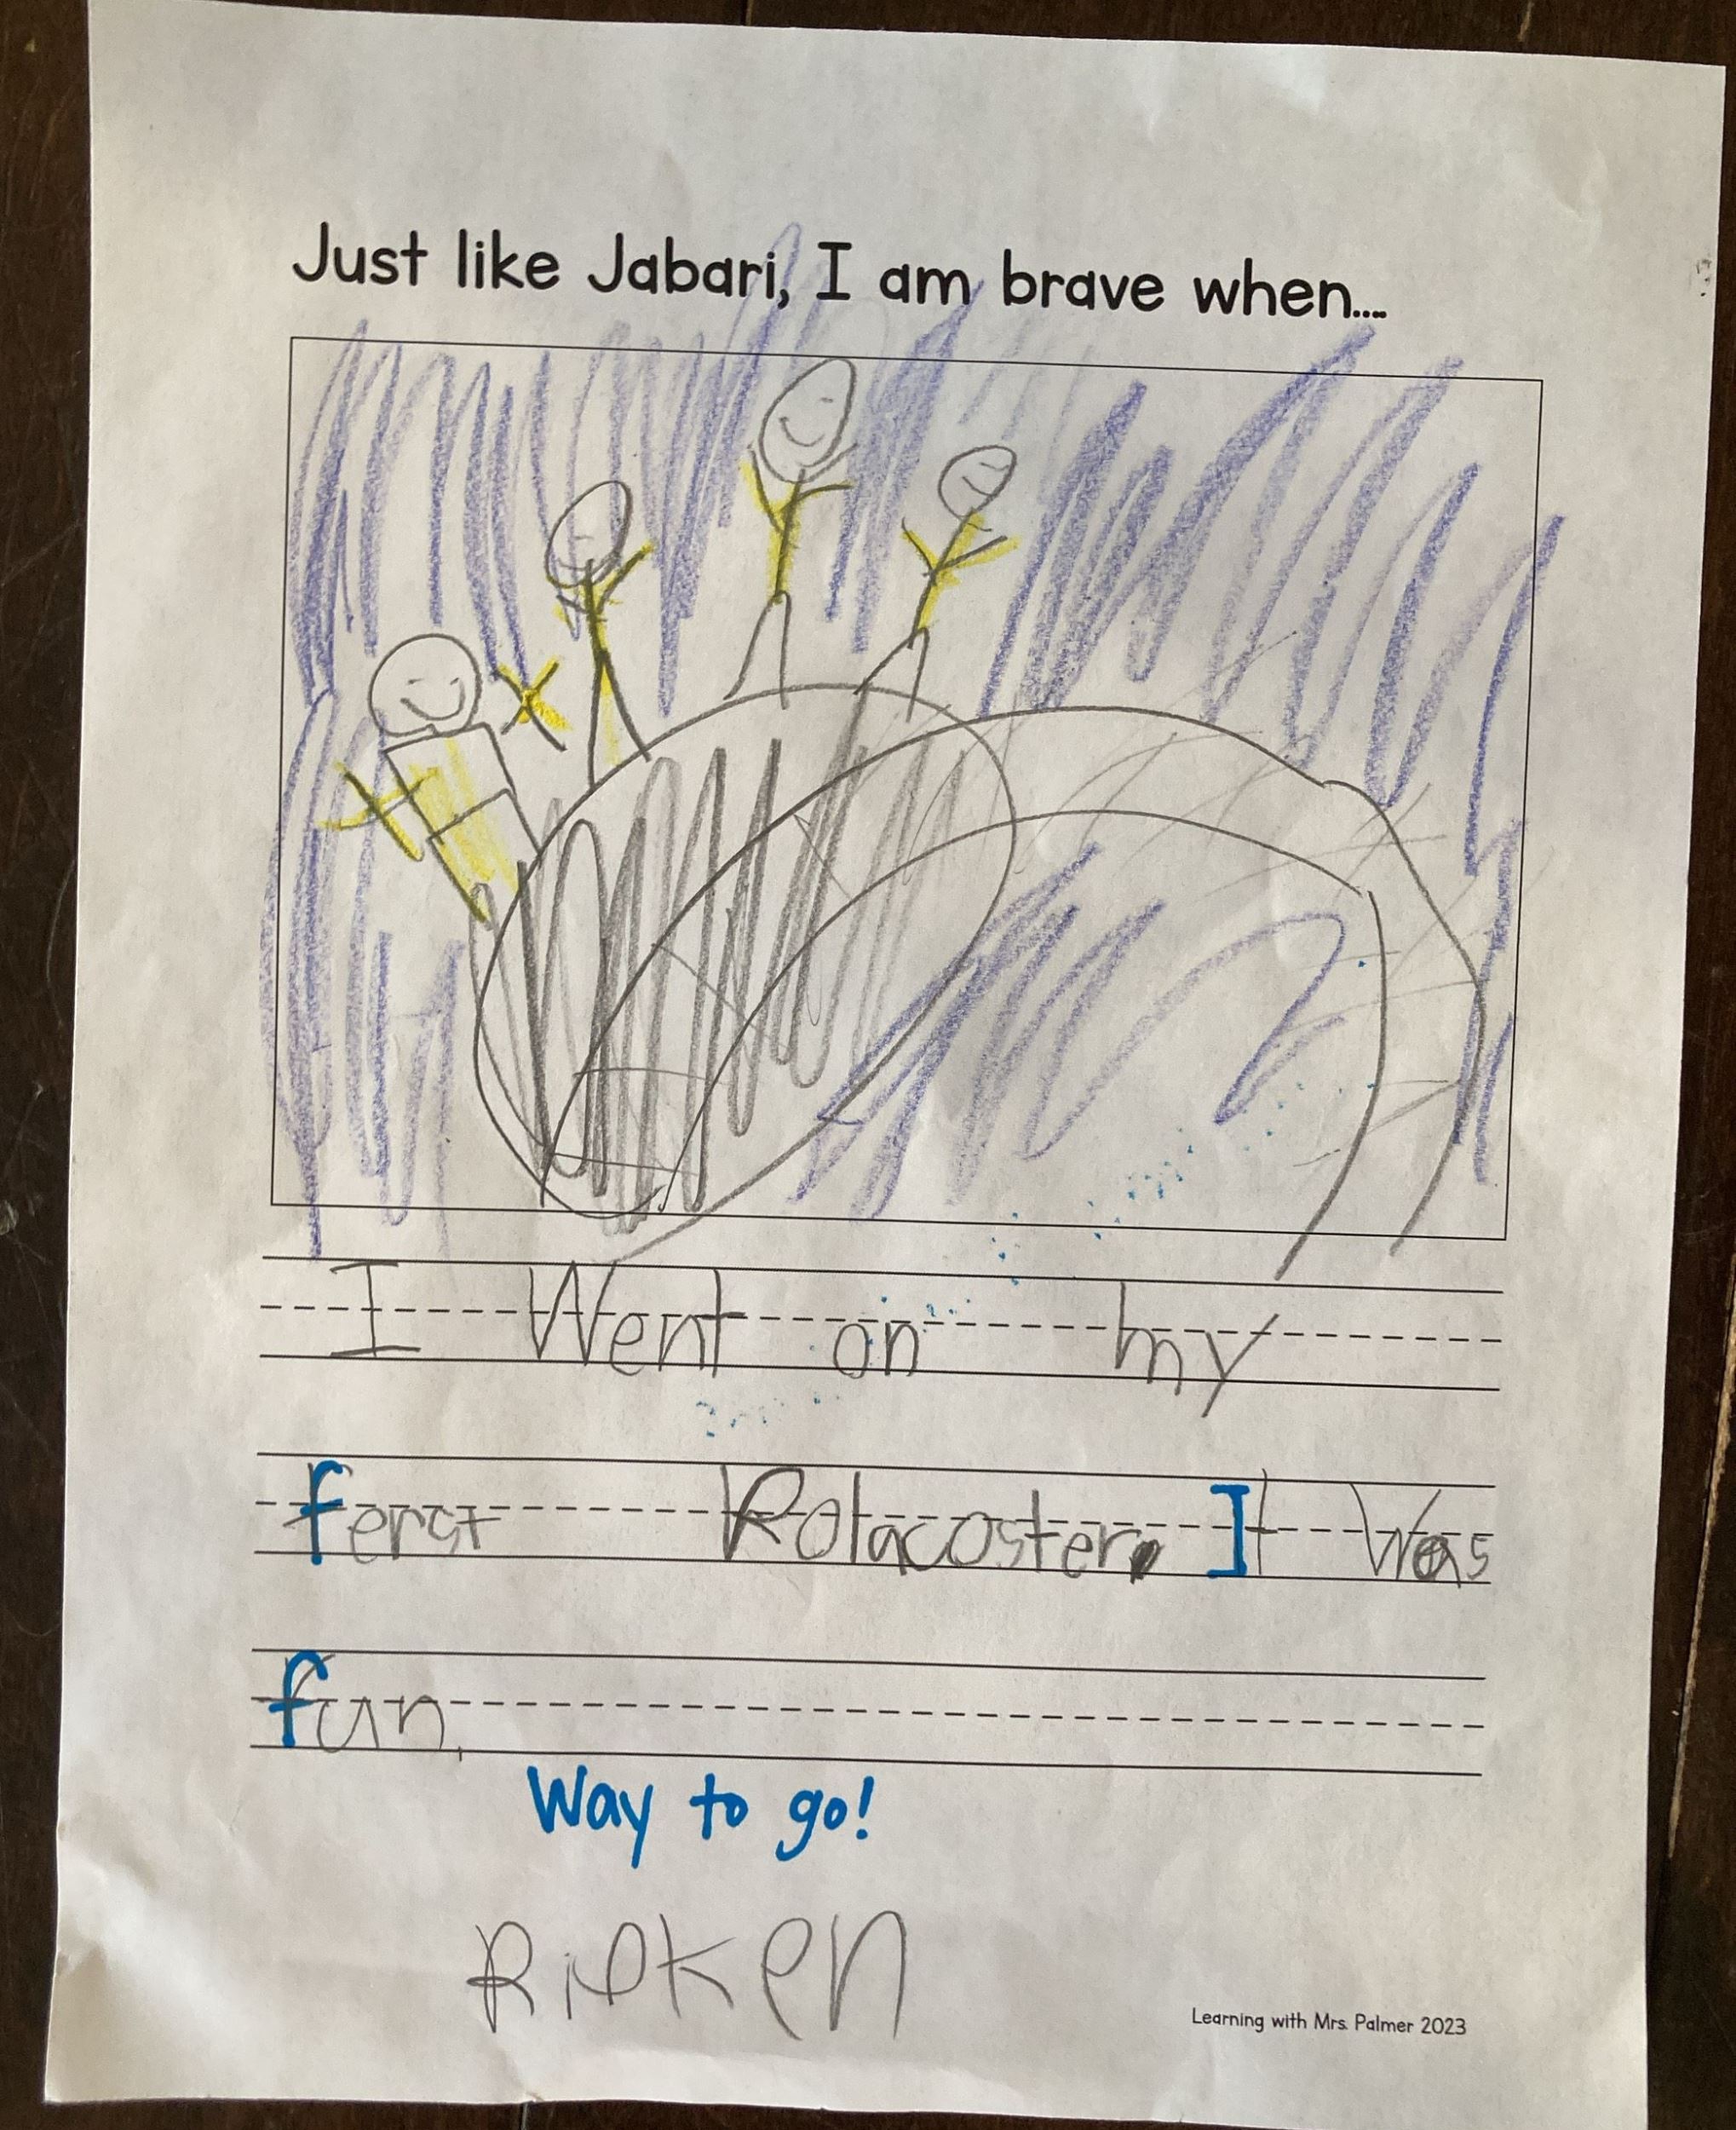 Just like Jabari, I am brave when....
I Went on my
ferst Rolacoster. It Was
fun.
Way to go!
Ripken
Learning with Mrs. Palmer 2023